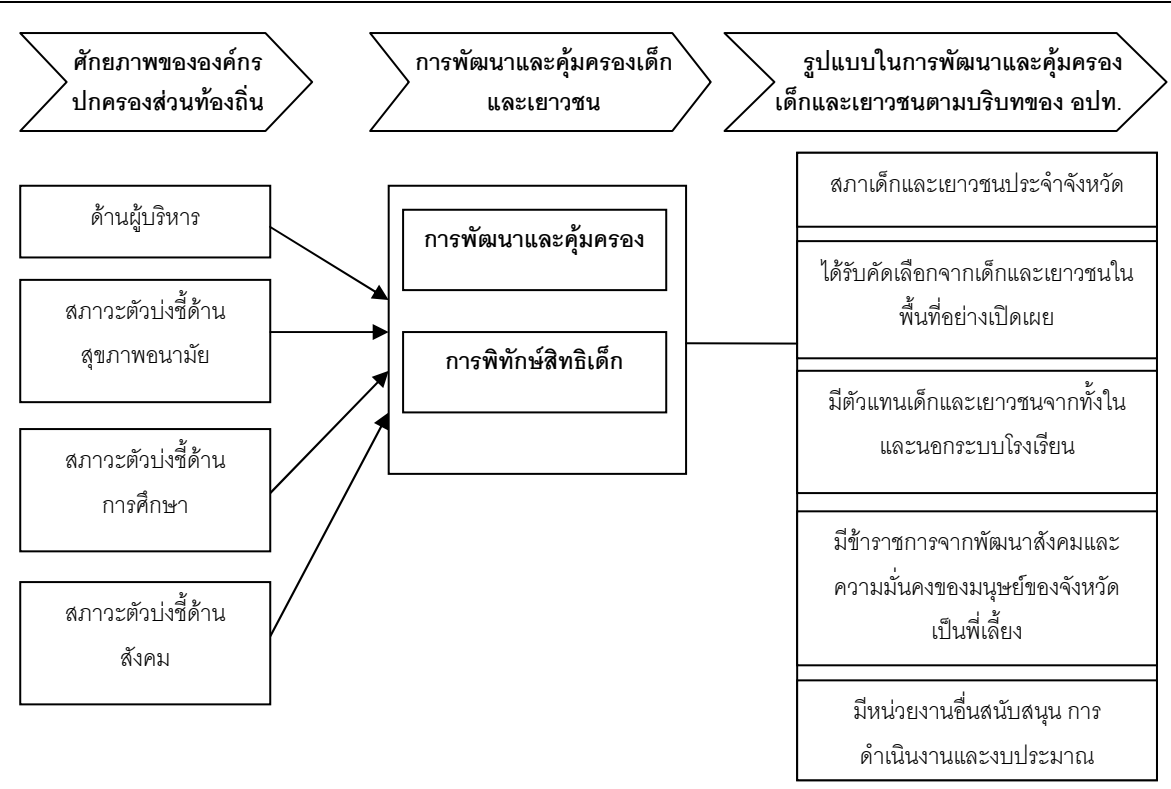 ศักยภาพขององค์กร
ปกครองส่วนท้องถิ่น
การพัฒนาและคุ้มครองเด็ก
และเยาวชน
รูปแบบในการพัฒนาและคุ้มครอง
เด็กและเยาวชนตามบริบทของ อปท.
ด้านผู้บริหาร
สภาวะตัวบ่งชี้ด้าน
สุขภาพอนามัย
สภาวะตัวบ่งชี้ด้าน
การศึกษา
สภาวะตัวบ่งชี้ด้าน
สังคม
การพัฒนาและคุ้มครอง
การพิทักษ์สิทธิเด็ก
สภาเด็กและเยาวชนประจำจังหวัด
ได้รับคัดเลือกจากเด็กและเยาวชนใน
พื้นที่อย่างเปิดเผย
มีตัวแทนเด็กและเยาวชนจากทั้งใน
และนอกระบบโรงเรียน
มีข้าราชการจากพัฒนาสังคมและ
ความมั่นคงของมนุษย์ของจังหวัด
เป็นพี่เลี้ยง
มีหน่วยงานอื่นสนับสนุน การ
ดำเนินงานและงบประมาณ